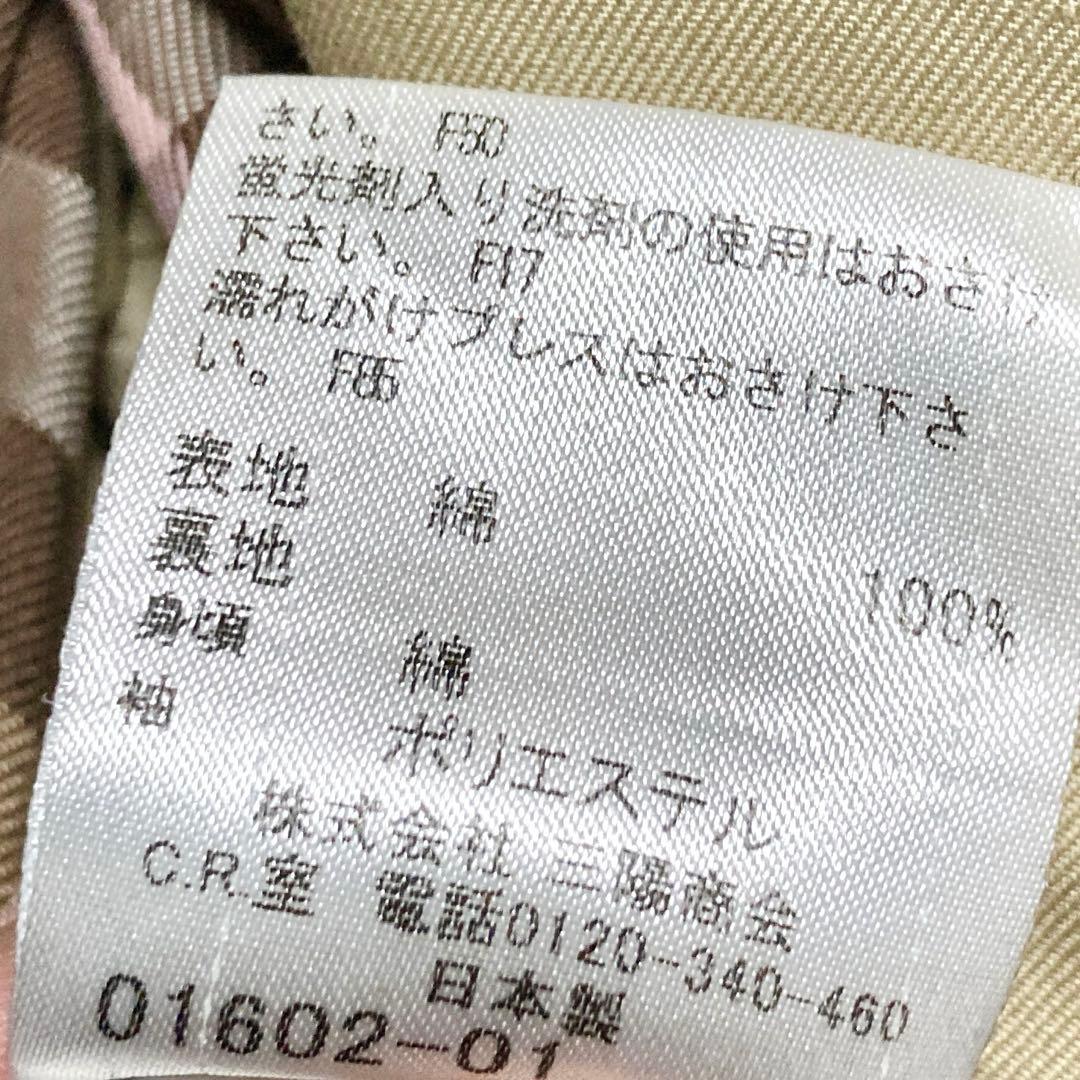 さい。 F50
蛍光剤入り洗剤の使用はおさけ
下さい。 F17
濡れがけプレスはおさけ下さ
い。 F85
表地 綿 100%
裏地
身頃 綿
袖 ポリエステル
株式会社 三陽商会
C.R.室 電話0120-340-460
日本製
01602-01